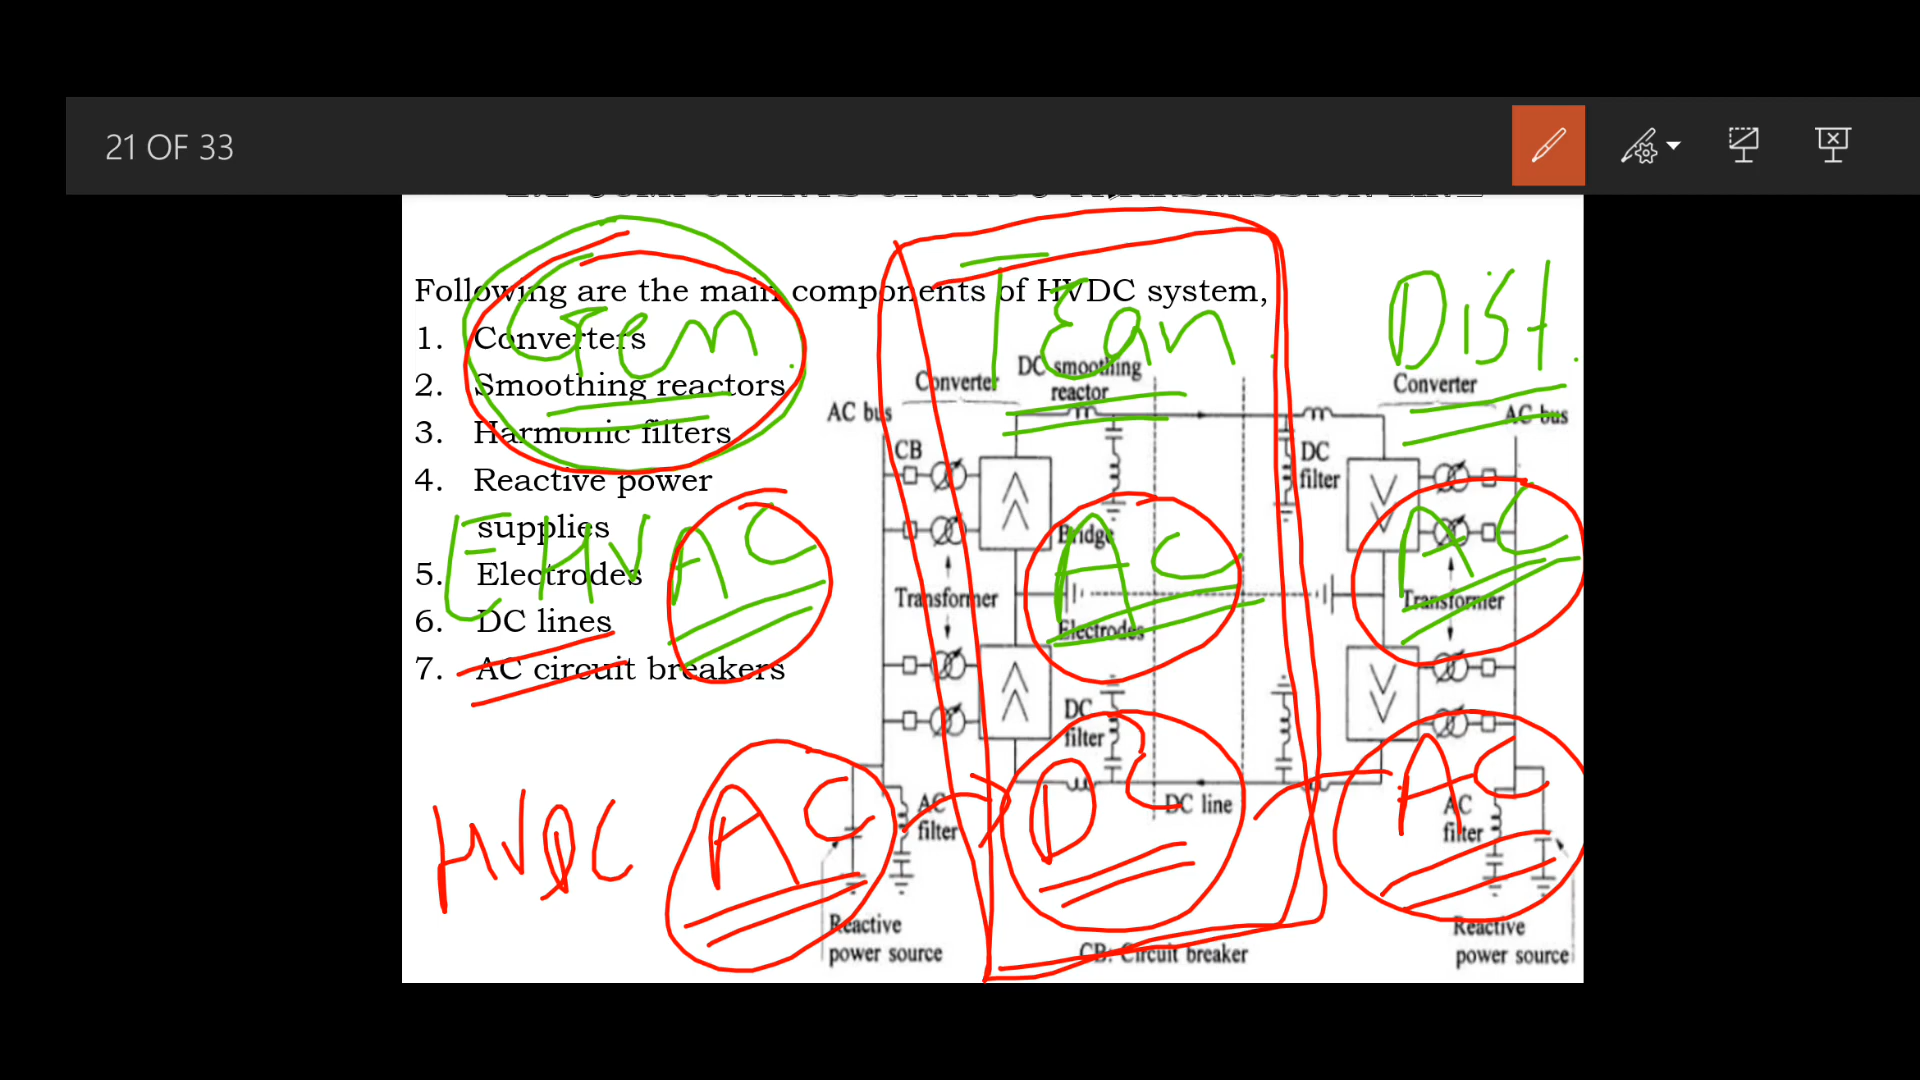 21 OF 33
Following are the main components of HVDC system,
1. Converters
2. Smoothing reactors
3. Harmonic filters
4. Reactive power
supplies
5. Electrodes
6. DC lines
7. AC circuit breakers
Gen
Tran
Dist.
EHV AC
AC
AC
HVDC
AC
DC
AC
Converter
DC smoothing
reactor
Converter
AC bus
AC bus
CB
DC
filter
Bridge
Transformer
Transformer
Electrodes
DC
filter
AC
filter
DC line
AC
filter
Reactive
power source
CB: Circuit breaker
Reactive
power source